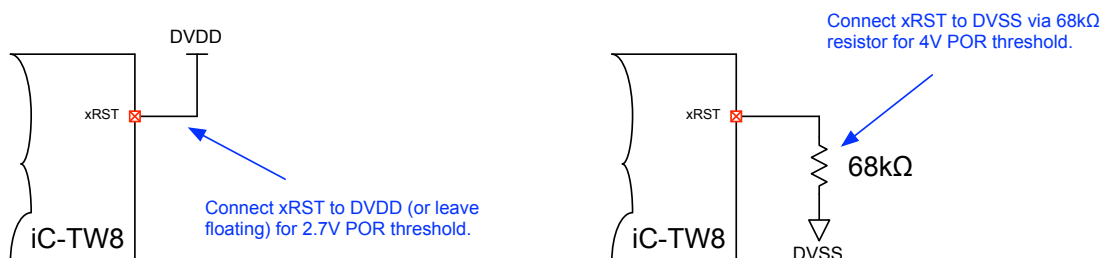 DVDD
xRST
Connect xRST to DVDD (or leave
floating) for 2.7V POR threshold.
iC-TW8
Connect xRST to DVSS via 68kΩ
resistor for 4V POR threshold.
xRST
68kΩ
iC-TW8
DVSS